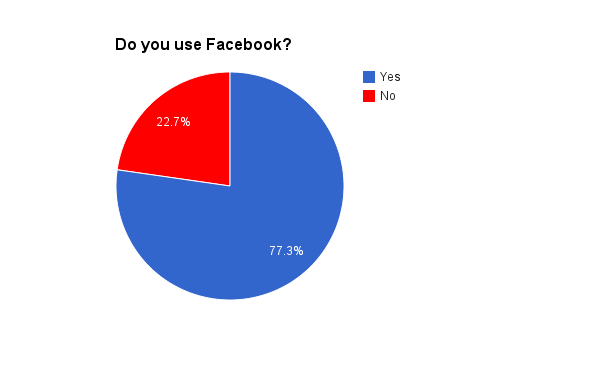 Do you use Facebook?
Yes
No
22.7%
77.3%